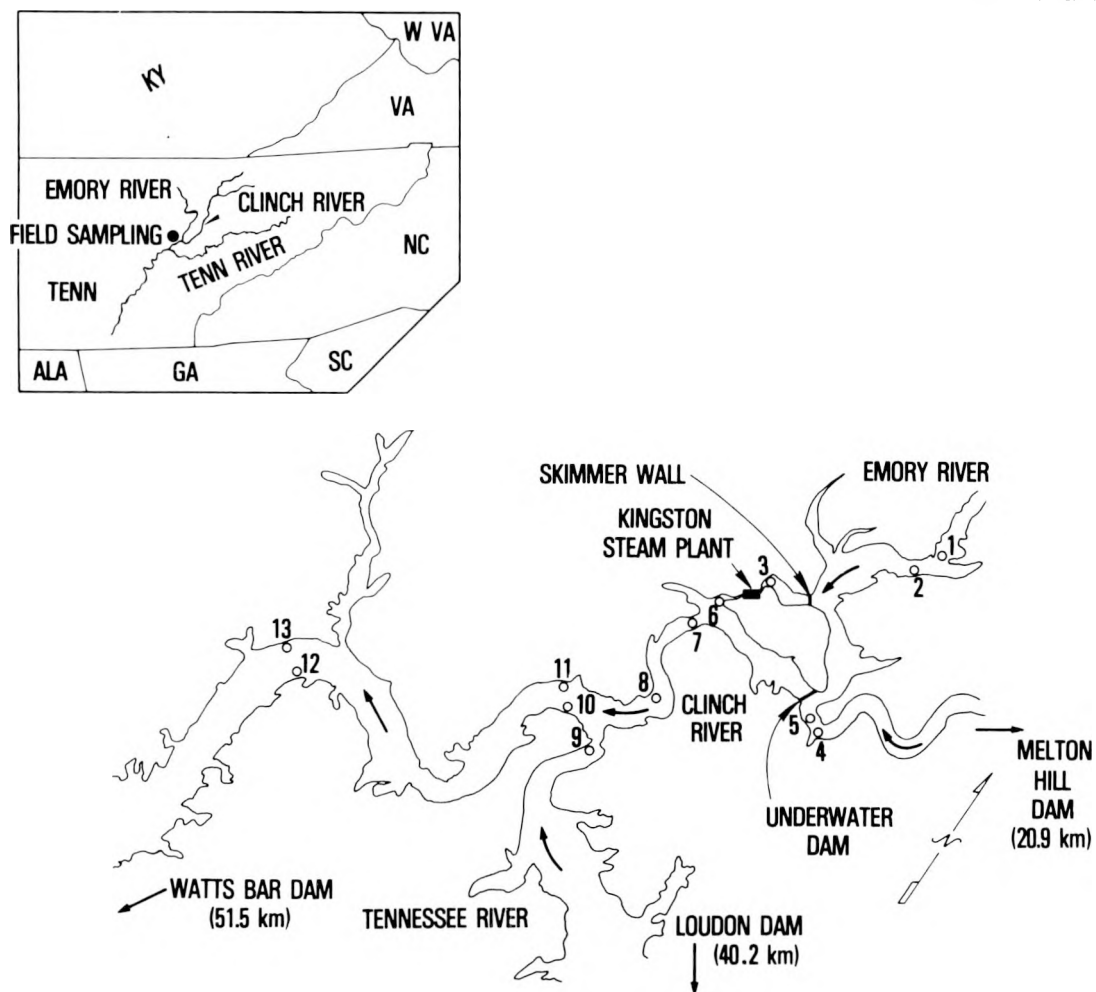 W VA
KY
VA
EMORY RIVER
CLINCH RIVER
FIELD SAMPLING
TENN RIVER
NC
TENN
SC
ALA
GA
SKIMMER WALL
EMORY RIVER
KINGSTON
STEAM PLANT
1
2
3
6
7
13
12
11
10
9
8
CLINCH
RIVER
5
4
MELTON
HILL
DAM
(20.9 km)
UNDERWATER
DAM
N
WATTS BAR DAM
(51.5 km)
TENNESSEE RIVER
LOUDON DAM
(40.2 km)